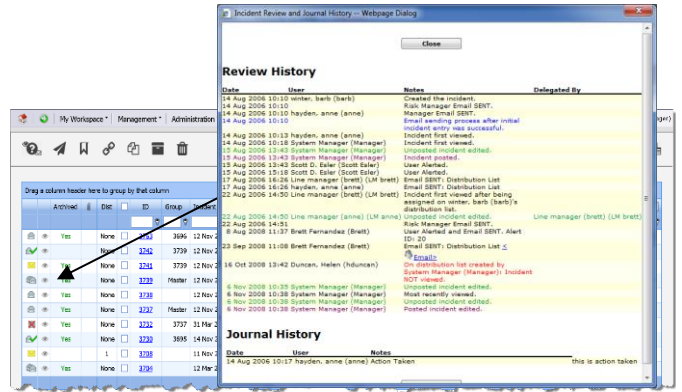 Incident Review and Journal History -- Webpage Dialog
Close
Review History
Date User Notes Delegated By
14 Aug 2006 10:10 winter, barb (barb) Created the incident.
14 Aug 2006 10:10 Risk Manager Email SENT.
14 Aug 2006 10:10 hayden, anne (anne) Manager Email SENT.
14 Aug 2006 10:10 Email sending process after initial
incident entry was successful.
14 Aug 2006 10:13 hayden, anne (anne) Incident first viewed.
14 Aug 2006 10:18 System Manager (Manager) Incident first viewed.
15 Aug 2006 13:43 System Manager (Manager) Unposted incident edited.
15 Aug 2006 13:43 System Manager (Manager) Incident posted.
15 Aug 2006 13:43 Scott D. Esler (Scott Esler) User Alerted.
15 Aug 2006 15:18 Scott D. Esler (Scott Esler) User Alerted.
17 Aug 2006 16:26 Line manager (brett) (LM brett) Email SENT: Distribution List
17 Aug 2006 16:26 hayden, anne (anne) Email SENT: Distribution List
22 Aug 2006 14:50 Line manager (brett) (LM brett) Incident first viewed after being
assigned on winter, barb (barb)'s
distribution list.
22 Aug 2006 14:50 Line manager (anne) (LM anne) Unposted incident edited. Line manager (brett) (LM brett)
22 Aug 2006 14:51 Risk Manager Email SENT.
8 Aug 2008 11:37 Brett Fernandez (Brett) User Alerted and Email SENT. Alert
ID: 20
23 Sep 2008 11:08 Brett Fernandez (Brett) Email SENT: Distribution List <
Email>
16 Oct 2008 13:42 Duncan, Helen (hduncan) On distribution list created by
System Manager (Manager): Incident
NOT viewed.
6 Nov 2008 10:35 System Manager (Manager) Unposted incident edited.
6 Nov 2008 10:38 System Manager (Manager) Most recently viewed.
6 Nov 2008 10:38 System Manager (Manager) Unposted incident edited.
6 Nov 2008 10:38 System Manager (Manager) Posted incident edited.
Journal History
Date User Notes
14 Aug 2006 10:17 hayden, anne (anne) Action Taken this is action taken
My Workspace Management Administration
ger)
Drag a column header here to group by that column
Archived Dist ID Group Incident
Yes None 3763 3696 12 Nov 2
Yes None 3742 3739 12 Nov 2
Yes None 3741 3739 12 Nov 2
Yes None 3739 Master 12 Nov 2
None 3738 12 Nov 2
Yes None 3737 Master 12 Nov 2
Yes None 3732 3737 31 Mar 2
Yes None 3730 3695 14 Nov 2
1 3708 11 Nov 2
Yes None 3704 12 Mar 2